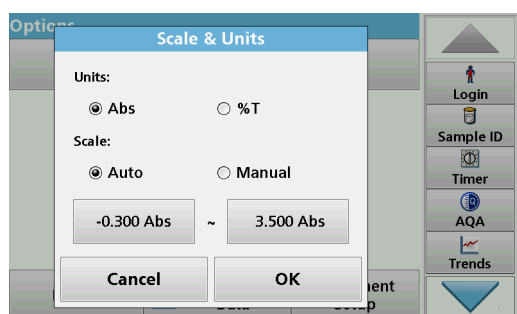 Options
Scale & Units
Units:
Abs
%T
Scale:
Auto
Manual
-0.300 Abs
~
3.500 Abs
Cancel
OK
Login
Sample ID
Timer
AQA
Trends